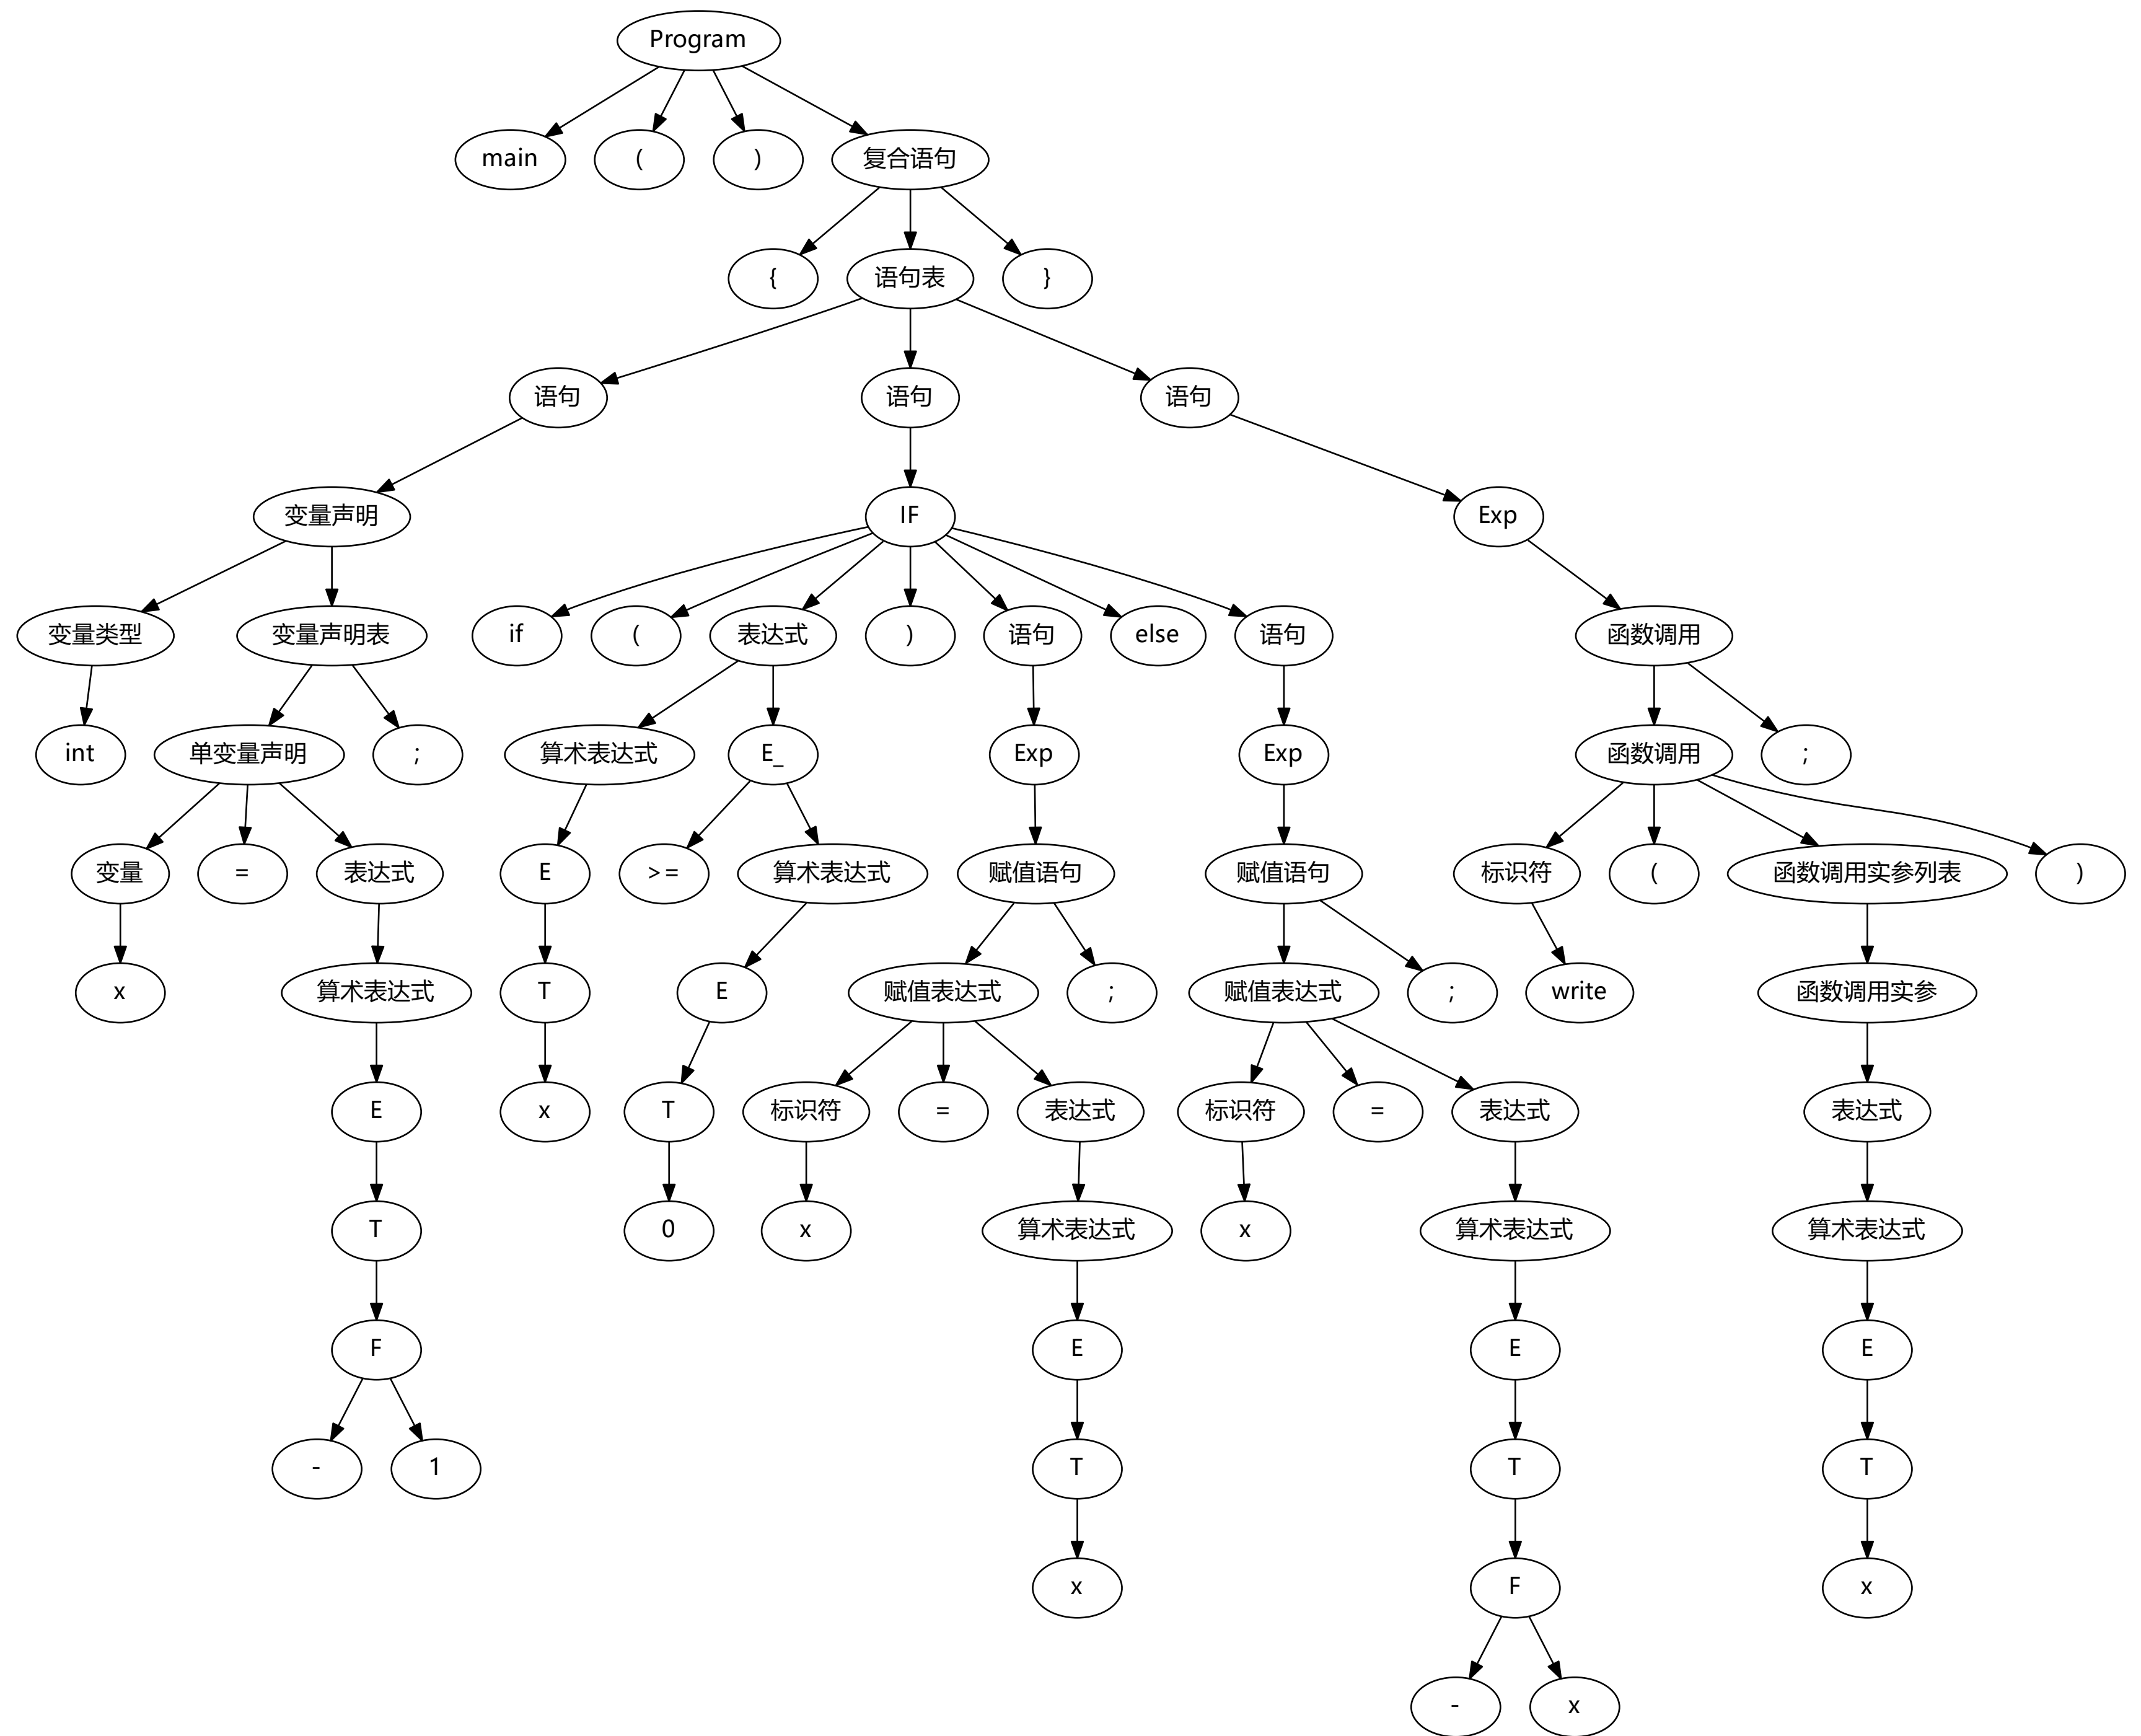 Program
main ( ) 复合语句
{ 语句表 }
语句 语句 语句
变量声明 IF Exp
变量类型 变量声明表 if ( 表达式 ) 语句 else 语句 函数调用
int 单变量声明 ; 算术表达式 E_ Exp Exp 函数调用 ;
变量 = 表达式 E >= 算术表达式 赋值语句 赋值语句 标识符 ( 函数调用实参列表 )
x 算术表达式 T E 赋值表达式 ; 赋值表达式 ; write 函数调用实参
E x T 标识符 = 表达式 标识符 = 表达式 表达式
T 0 x 算术表达式 x 算术表达式 算术表达式
F E E E
- 1 T T T
x F x
- x